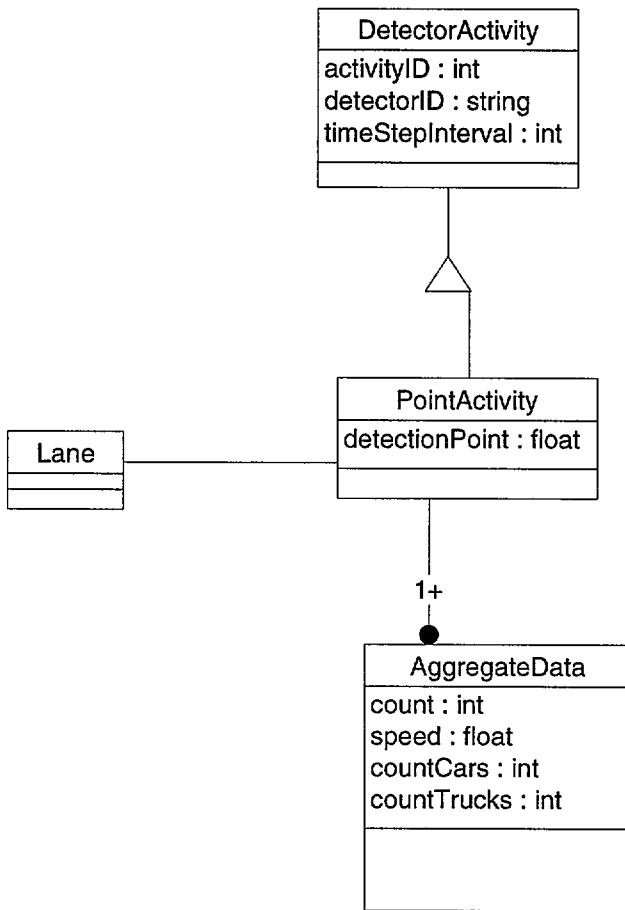 DetectorActivity
activityID : int
detectorID : string
timeStepInterval : int
PointActivity
detectionPoint : float
Lane
1+
AggregateData
count : int
speed : float
countCars : int
countTrucks : int